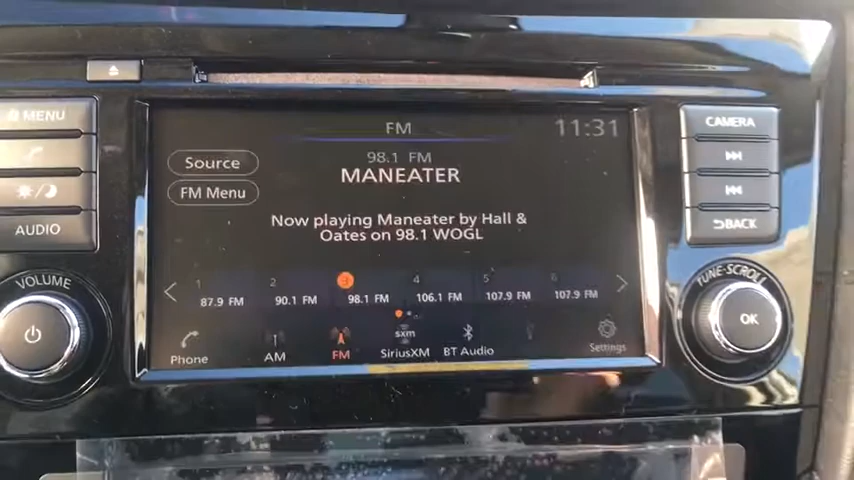 MENU
AUDIO
VOLUME
FM
11:31
Source
98.1 FM
MANEATER
FM Menu
Now playing Maneater by Hall &
Oates on 98.1 WOGL
1 2 3 4 5 6
87.9 FM 90.1 FM 98.1 FM 106.1 FM 107.9 FM 107.9 FM
sxm
Phone AM FM SiriusXM BT Audio Settings
CAMERA
BACK
TUNE·SCROLL
OK